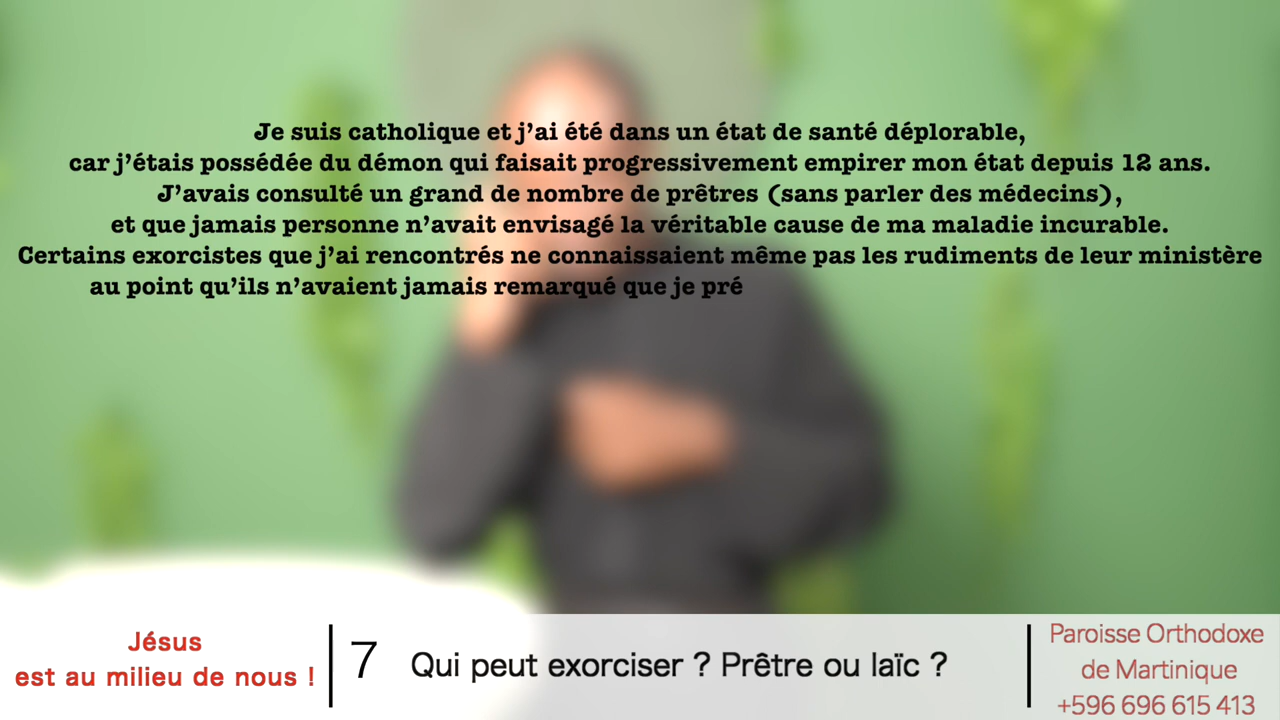 Je suis catholique et j’ai été dans un état de santé déplorable,
car j’étais possédée du démon qui faisait progressivement empirer mon état depuis 12 ans.
J’avais consulté un grand de nombre de prêtres (sans parler des médecins),
et que jamais personne n’avait envisagé la véritable cause de ma maladie incurable.
Certains exorcistes que j’ai rencontrés ne connaissaient même pas les rudiments de leur ministère
au point qu’ils n’avaient jamais remarqué que je pré
Jésus
est au milieu de nous !
7
Qui peut exorciser ? Prêtre ou laïc ?
Paroisse Orthodoxe
de Martinique
+596 696 615 413